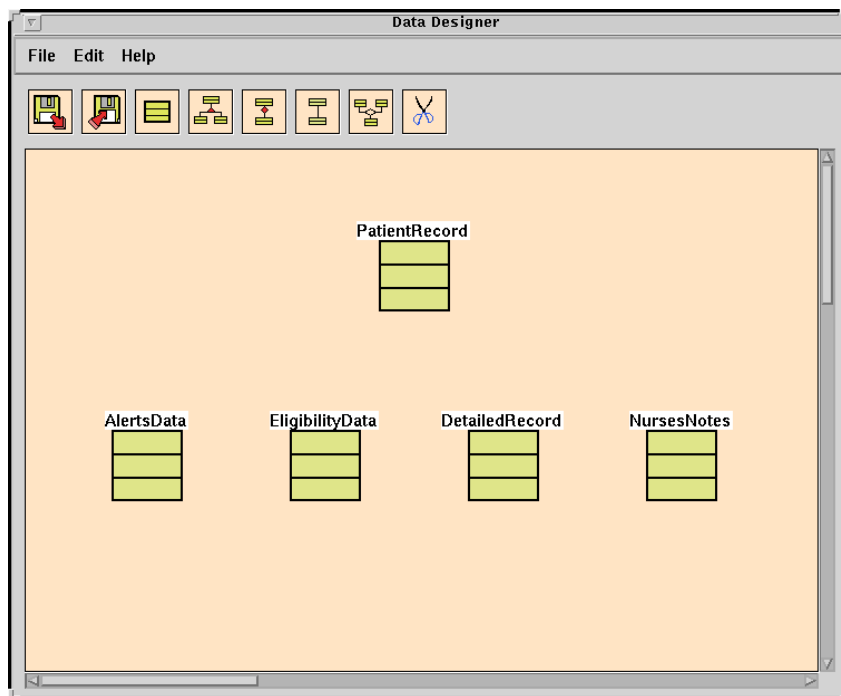 Data Designer
File Edit Help
PatientRecord
AlertsData EligibilityData DetailedRecord NursesNotes